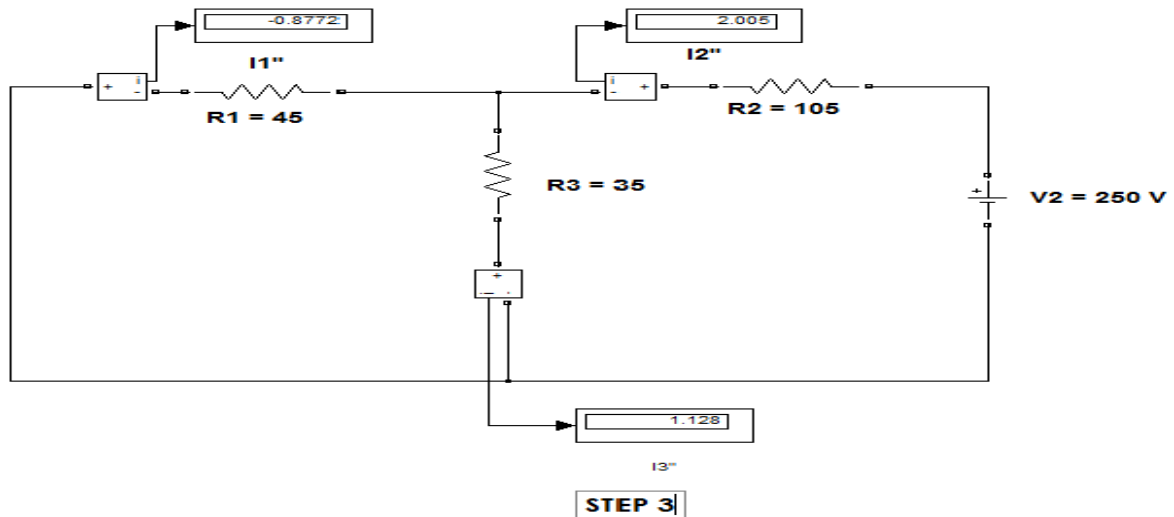 -0.8772
2.005
I1"
I2"
+ i -
i - +
R1 = 45
R2 = 105
R3 = 35
+
V2 = 250 V
+
i -
1.128
I3"
STEP 3